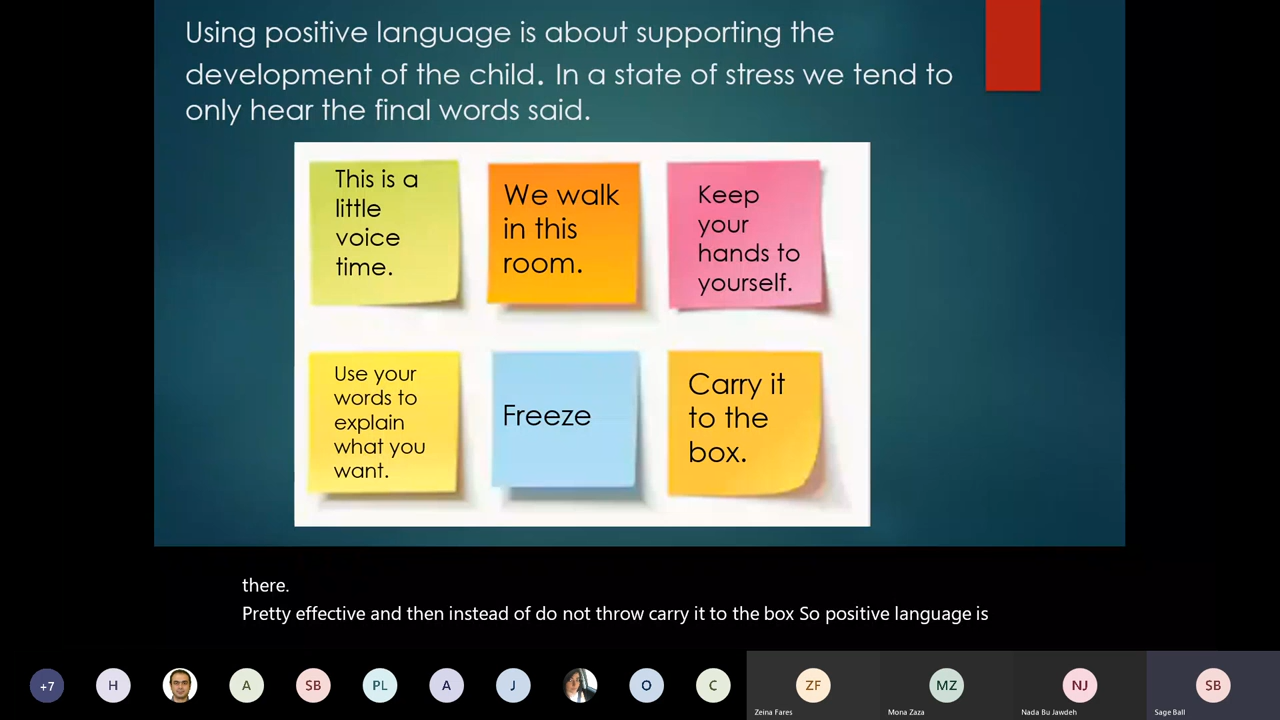 Using positive language is about supporting the
development of the child. In a state of stress we tend to
only hear the final words said.
This is a
little
voice
time.
We walk
in this
room.
Keep
your
hands to
yourself.
Use your
words to
explain
what you
want.
Freeze
Carry it
to the
box.
there.
Pretty effective and then instead of do not throw carry it to the box So positive language is
+7
H
A
SB
PL
A
J
O
C
ZF
Zeina Fares
MZ
Mona Zaza
NJ
Nada Bu Jawdeh
SB
Sage Ball